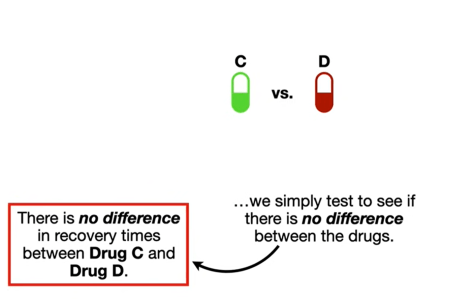 C
D
vs.
There is no difference
in recovery times
between Drug C and
Drug D.
…we simply test to see if
there is no difference
between the drugs.